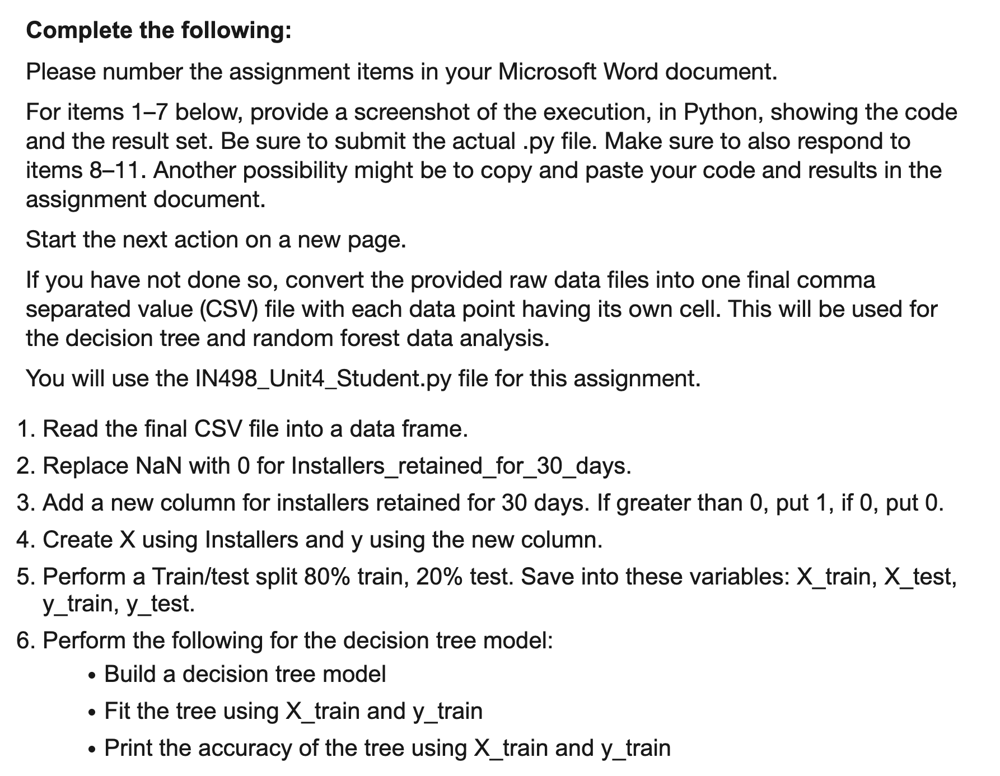 Complete the following:
Please number the assignment items in your Microsoft Word document.
For items 1–7 below, provide a screenshot of the execution, in Python, showing the code
and the result set. Be sure to submit the actual .py file. Make sure to also respond to
items 8–11. Another possibility might be to copy and paste your code and results in the
assignment document.
Start the next action on a new page.
If you have not done so, convert the provided raw data files into one final comma
separated value (CSV) file with each data point having its own cell. This will be used for
the decision tree and random forest data analysis.
You will use the IN498_Unit4_Student.py file for this assignment.
1. Read the final CSV file into a data frame.
2. Replace NaN with 0 for Installers_retained_for_30_days.
3. Add a new column for installers retained for 30 days. If greater than 0, put 1, if 0, put 0.
4. Create X using Installers and y using the new column.
5. Perform a Train/test split 80% train, 20% test. Save into these variables: X_train, X_test,
y_train, y_test.
6. Perform the following for the decision tree model:
• Build a decision tree model
• Fit the tree using X_train and y_train
• Print the accuracy of the tree using X_train and y_train